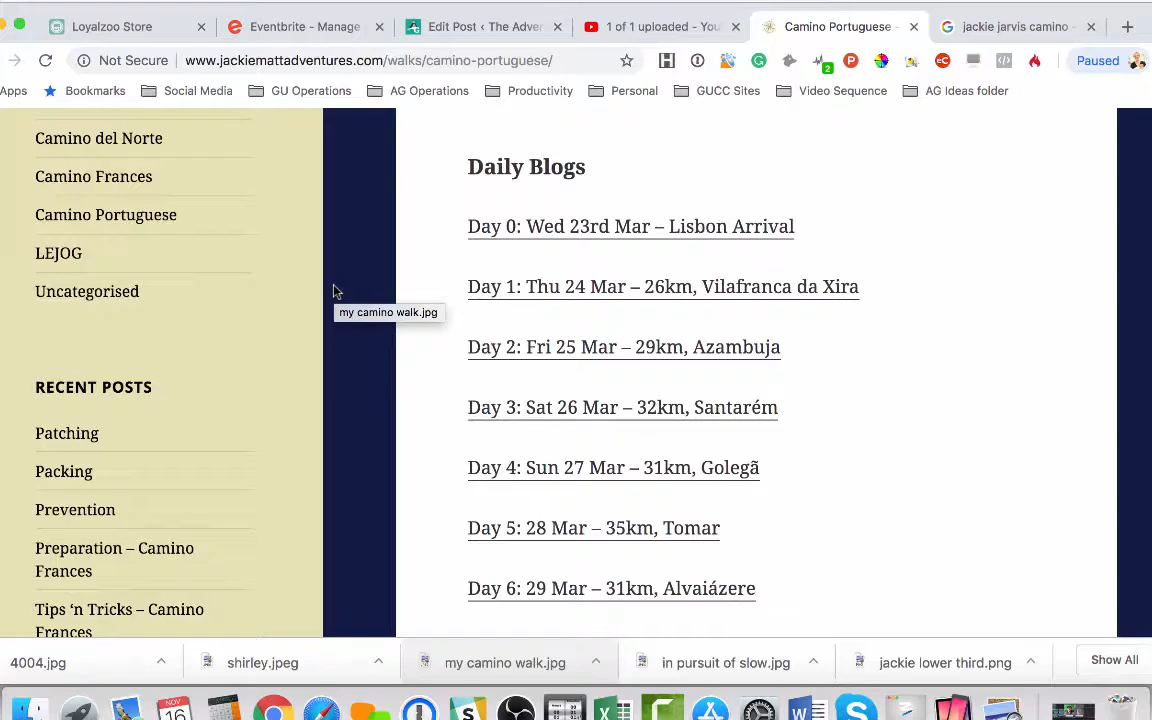 Loyalzoo Store
Eventbrite - Manage
Edit Post ‹ The Adver
1 of 1 uploaded - You
Camino Portuguese -
jackie jarvis camino -
Not Secure
www.jackiemattadventures.com/walks/camino-portuguese/
2
Paused
Apps
Bookmarks
Social Media
GU Operations
AG Operations
Productivity
Personal
GUCC Sites
Video Sequence
AG Ideas folder
Camino del Norte
Camino Frances
Camino Portuguese
LEJOG
Uncategorised
RECENT POSTS
Patching
Packing
Prevention
Preparation – Camino
Frances
Tips ‘n Tricks – Camino
Frances
my camino walk.jpg
Daily Blogs
Day 0: Wed 23rd Mar – Lisbon Arrival
Day 1: Thu 24 Mar – 26km, Vilafranca da Xira
Day 2: Fri 25 Mar – 29km, Azambuja
Day 3: Sat 26 Mar – 32km, Santarém
Day 4: Sun 27 Mar – 31km, Golegã
Day 5: 28 Mar – 35km, Tomar
Day 6: 29 Mar – 31km, Alvaiázere
4004.jpg
shirley.jpeg
my camino walk.jpg
in pursuit of slow.jpg
jackie lower third.png
Show All
NOV
16